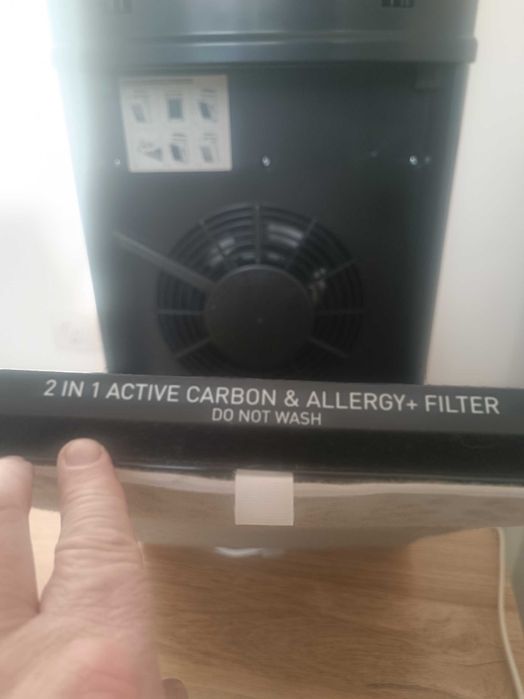 2 IN 1 ACTIVE CARBON & ALLERGY+ FILTER
DO NOT WASH